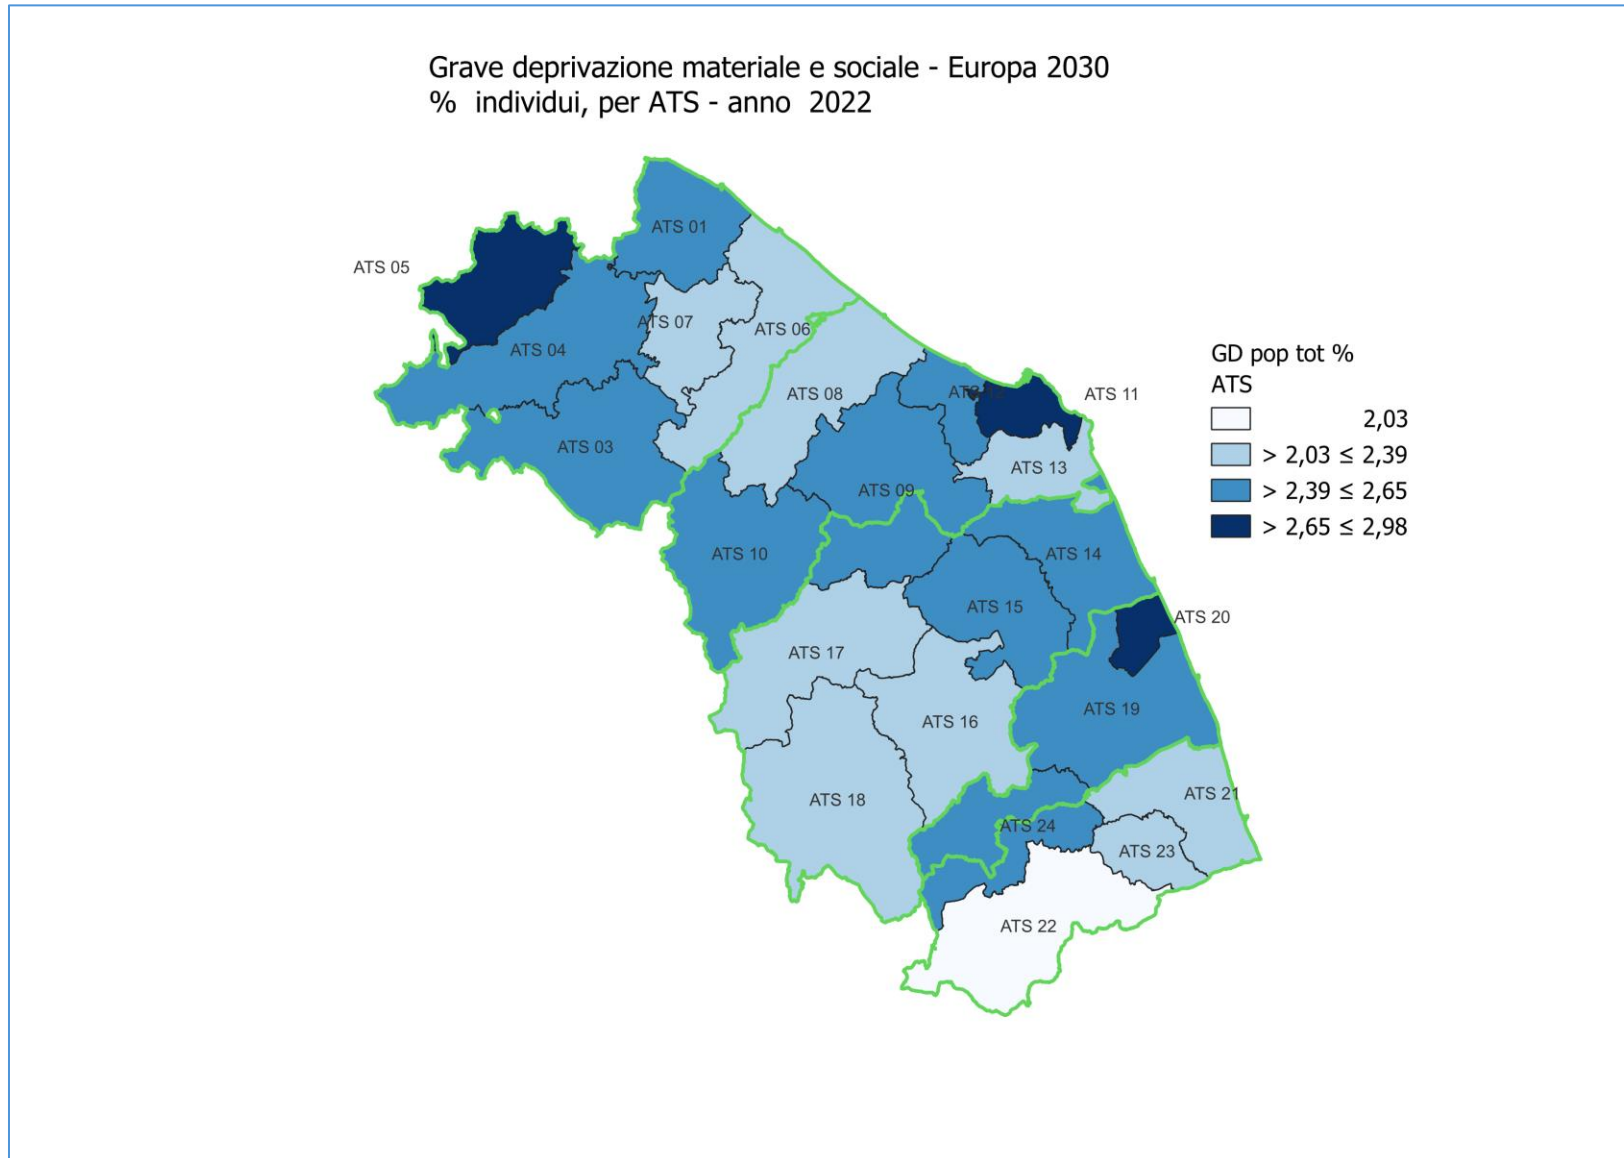 Grave deprivazione materiale e sociale - Europa 2030
% individui, per ATS - anno 2022
ATS 01
ATS 05
ATS 07
ATS 06
ATS 04
ATS 08
ATS 11
ATS 03
ATS 13
ATS 09
ATS 10
ATS 14
ATS 15
ATS 20
ATS 17
ATS 19
ATS 16
ATS 18
ATS 21
ATS 24
ATS 23
ATS 22
GD pop tot %
ATS
2,03
> 2,03 ≤ 2,39
> 2,39 ≤ 2,65
> 2,65 ≤ 2,98